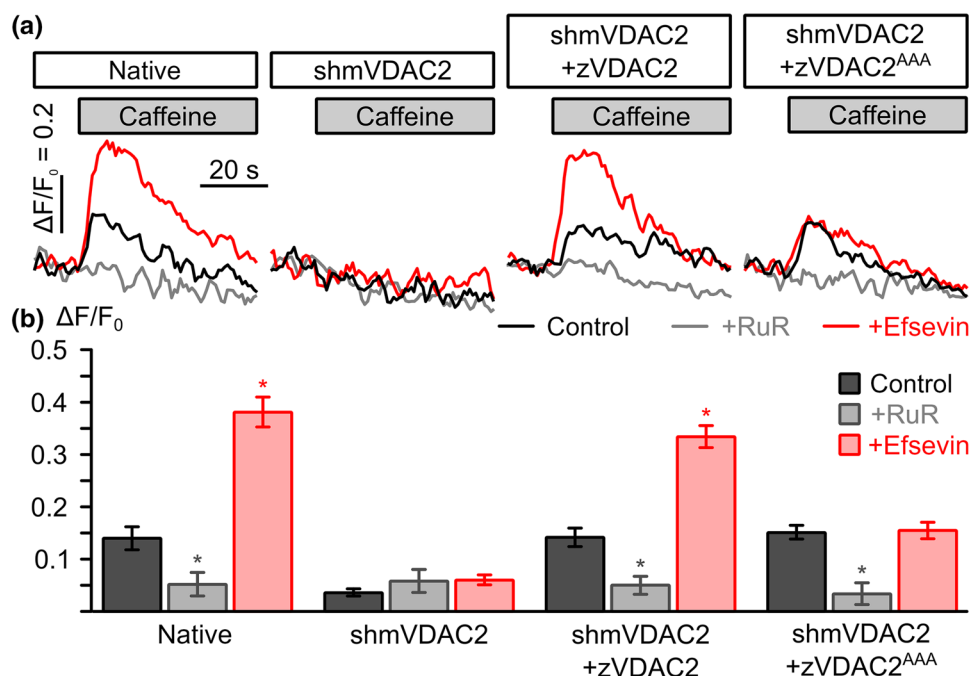 (a)
Native
shmVDAC2
shmVDAC2
+zVDAC2
shmVDAC2
+zVDAC2ᴬᴬᴬ
Caffeine
Caffeine
Caffeine
Caffeine
ΔF/F₀ = 0.2
20 s
Control
+RuR
+Efsevin
(b) ΔF/F₀
0.5
0.4
0.3
0.2
0.1
*
*
*
*
*
Control
+RuR
+Efsevin
Native
shmVDAC2
shmVDAC2
+zVDAC2
shmVDAC2
+zVDAC2ᴬᴬᴬ